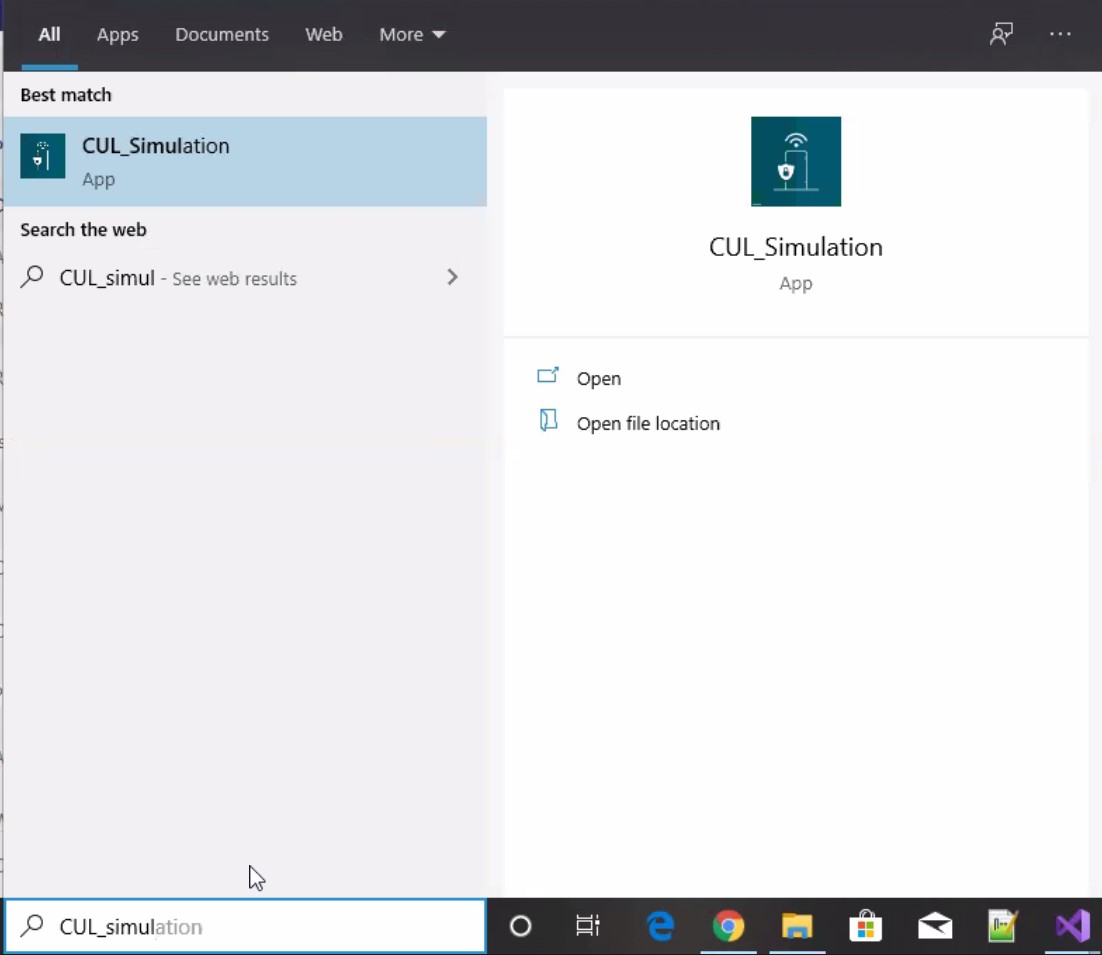 All Apps Documents Web More
Best match
CUL_Simulation
App
Search the web
CUL_simul - See web results
CUL_Simulation
App
Open
Open file location
CUL_simulation